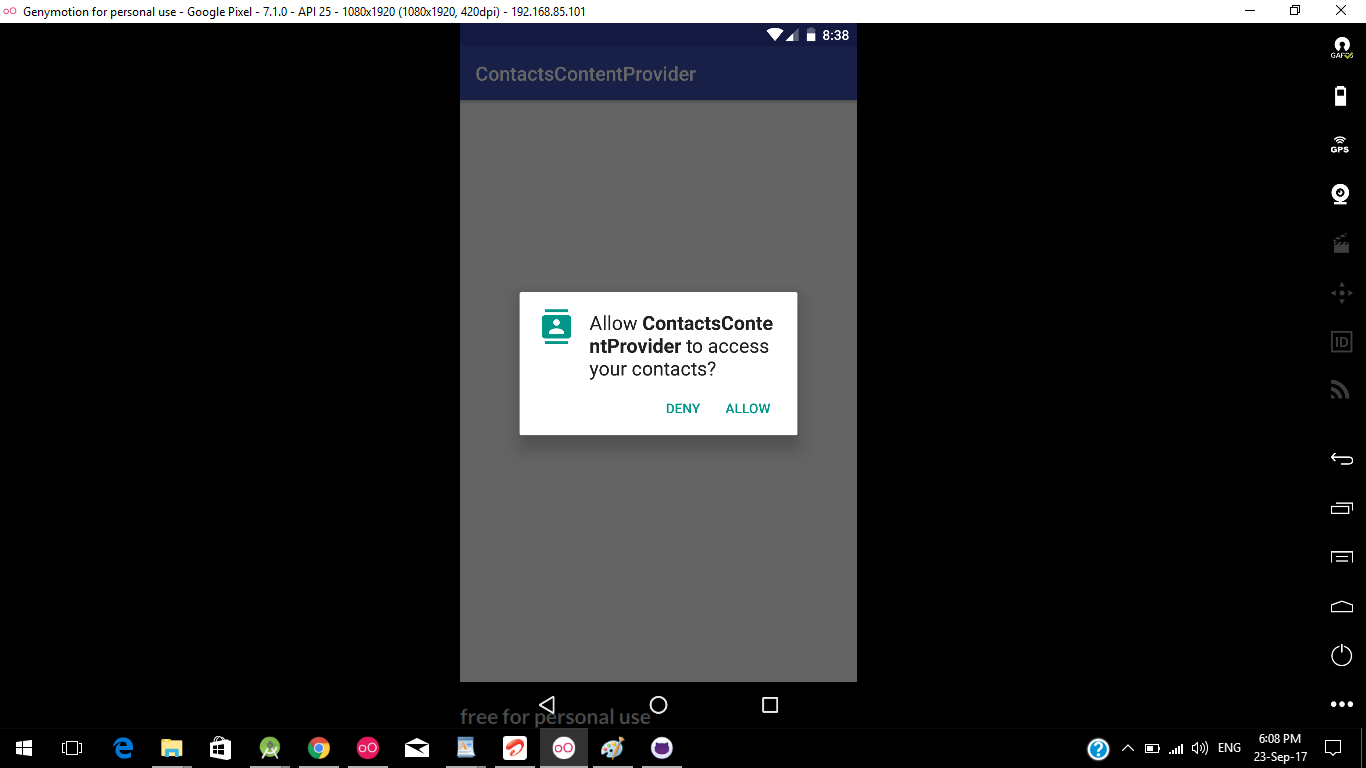 Genymotion for personal use - Google Pixel - 7.1.0 - API 25 - 1080x1920 (1080x1920, 420dpi) - 192.168.85.101
8:38
GAPPS
ContactsContentProvider
GPS
Allow ContactsConte
ntProvider to access
your contacts?
ID
DENY ALLOW
free for personal use
ENG
6:08 PM
23-Sep-17